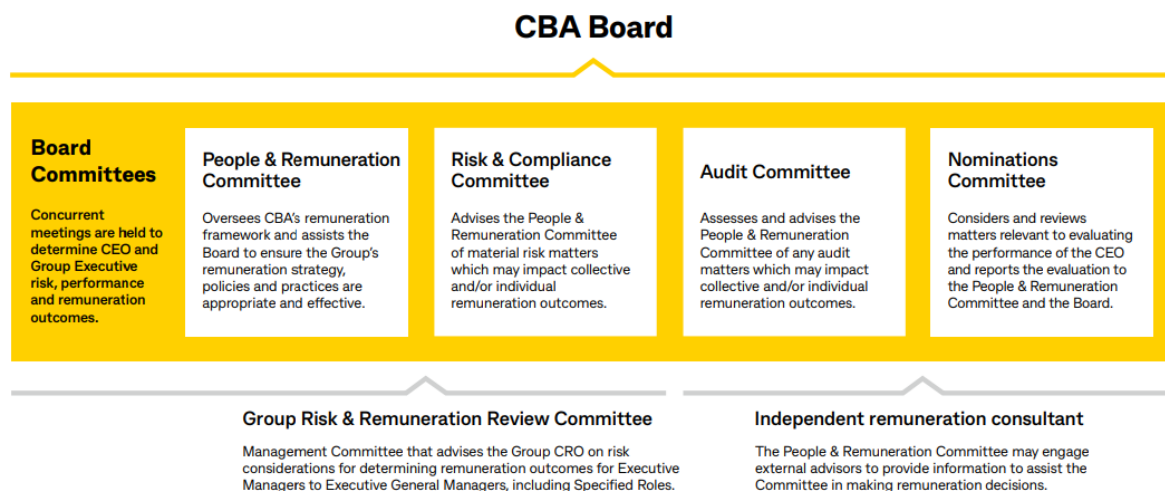 CBA Board
Board
Committees
Concurrent
meetings are held to
determine CEO and
Group Executive
risk, performance
and remuneration
outcomes.
People & Remuneration
Committee
Oversees CBA's remuneration
framework and assists the
Board to ensure the Group's
remuneration strategy,
policies and practices are
appropriate and effective.
Risk & Compliance
Committee
Advises the People &
Remuneration Committee
of material risk matters
which may impact collective
and/or individual
remuneration outcomes.
Audit Committee
Assesses and advises the
People & Remuneration
Committee of any audit
matters which may impact
collective and/or individual
remuneration outcomes.
Nominations
Committee
Considers and reviews
matters relevant to evaluating
the performance of the CEO
and reports the evaluation to
the People & Remuneration
Committee and the Board.
Group Risk & Remuneration Review Committee
Management Committee that advises the Group CRO on risk
considerations for determining remuneration outcomes for Executive
Managers to Executive General Managers, including Specified Roles.
Independent remuneration consultant
The People & Remuneration Committee may engage
external advisors to provide information to assist the
Committee in making remuneration decisions.